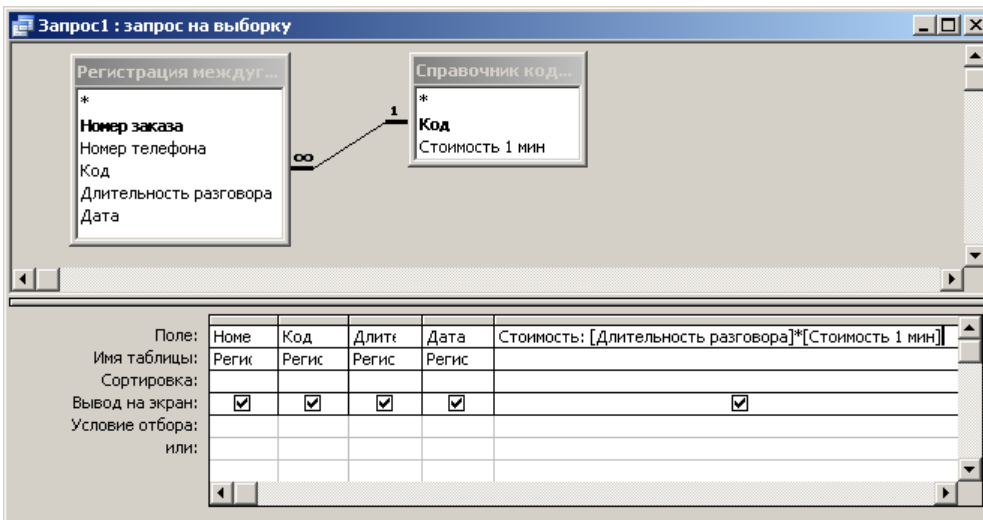 Запрос1 : запрос на выборку
Регистрация междуг...
*
Номер заказа
Номер телефона
Код
Длительность разговора
Дата
∞
1
Справочник код...
*
Код
Стоимость 1 мин
Поле: Номе Код Длите Дата Стоимость: [Длительность разговора]*[Стоимость 1 мин]
Имя таблицы: Регис Регис Регис Регис
Сортировка:
Вывод на экран:
Условие отбора:
или: